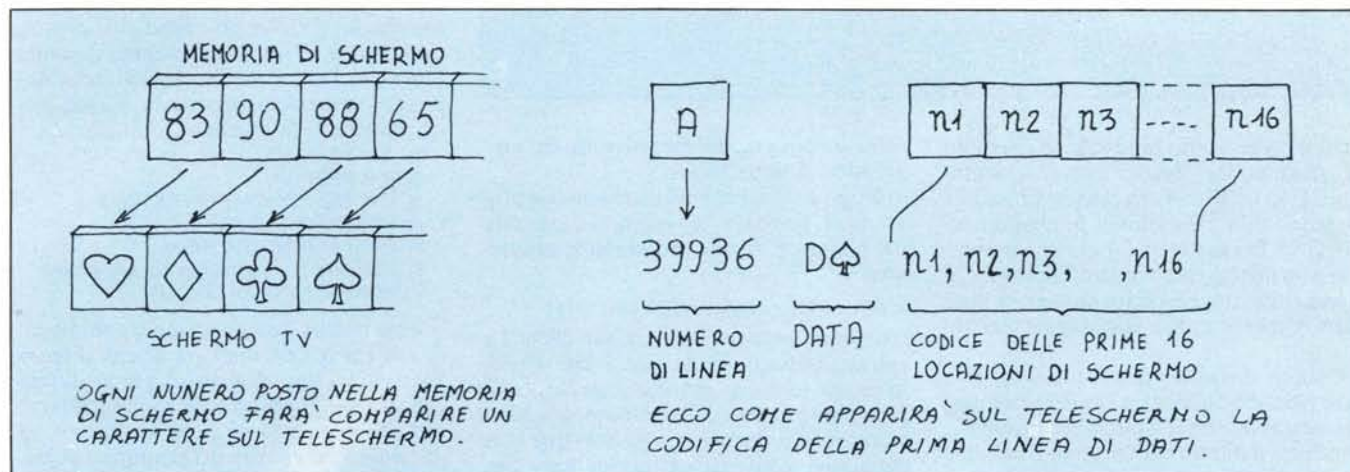 MEMORIA DI SCHERMO
83 90 88 65
SCHERMO TV
OGNI NUNERO POSTO NELLA MEMORIA
DI SCHERMO FARA' COMPARIRE UN
CARATTERE SUL TELESCHERMO.
A
n1 n2 n3 ---- n16
39936 D♠ n1, n2, n3, , n16
NUMERO
DI LINEA
DATA
CODICE DELLE PRIME 16
LOCAZIONI DI SCHERMO
ECCO COME APPARIRA' SUL TELESCHERMO LA
CODIFICA DELLA PRIMA LINEA DI DATI.